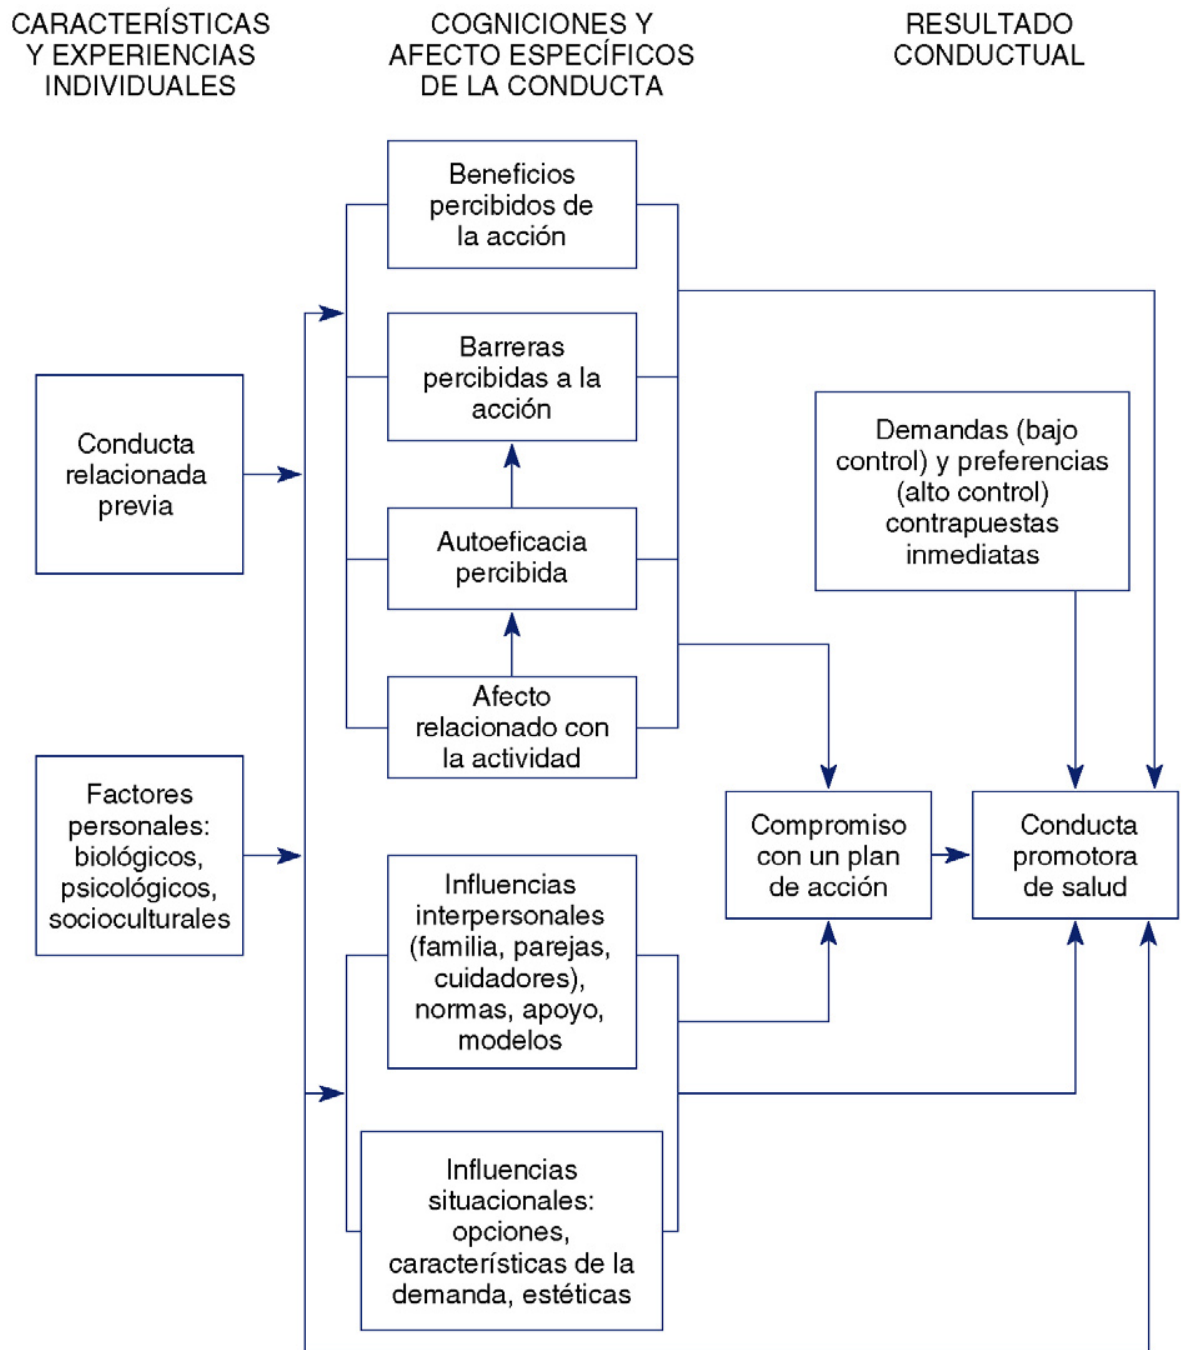 CARACTERÍSTICAS
Y EXPERIENCIAS
INDIVIDUALES
COGNICIONES Y
AFECTO ESPECÍFICOS
DE LA CONDUCTA
RESULTADO
CONDUCTUAL
Conducta
relacionada
previa
Factores
personales:
biológicos,
psicológicos,
socioculturales
Beneficios
percibidos de
la acción
Barreras
percibidas a la
acción
Autoeficacia
percibida
Afecto
relacionado con
la actividad
Influencias
interpersonales
(familia, parejas,
cuidadores),
normas, apoyo,
modelos
Influencias
situacionales:
opciones,
características de la
demanda, estéticas
Demandas (bajo
control) y preferencias
(alto control)
contrapuestas
inmediatas
Compromiso
con un plan
de acción
Conducta
promotora
de salud